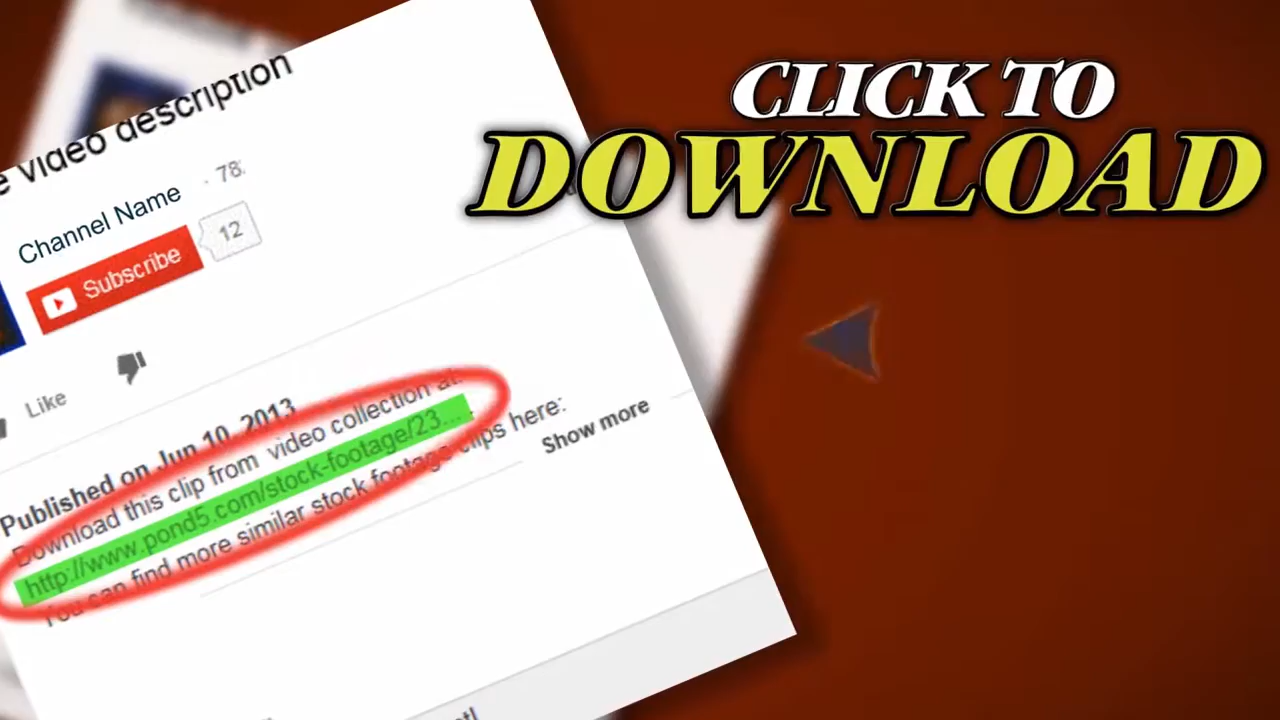 CLICK TO
DOWNLOAD
video description
Channel Name
Subscribe
12
Like
Published on Jun 10, 2013
Download this clip from video collection at:
http://www.pond5.com/stock-footage/23...
You can find more similar stock footage clips here:
Show more